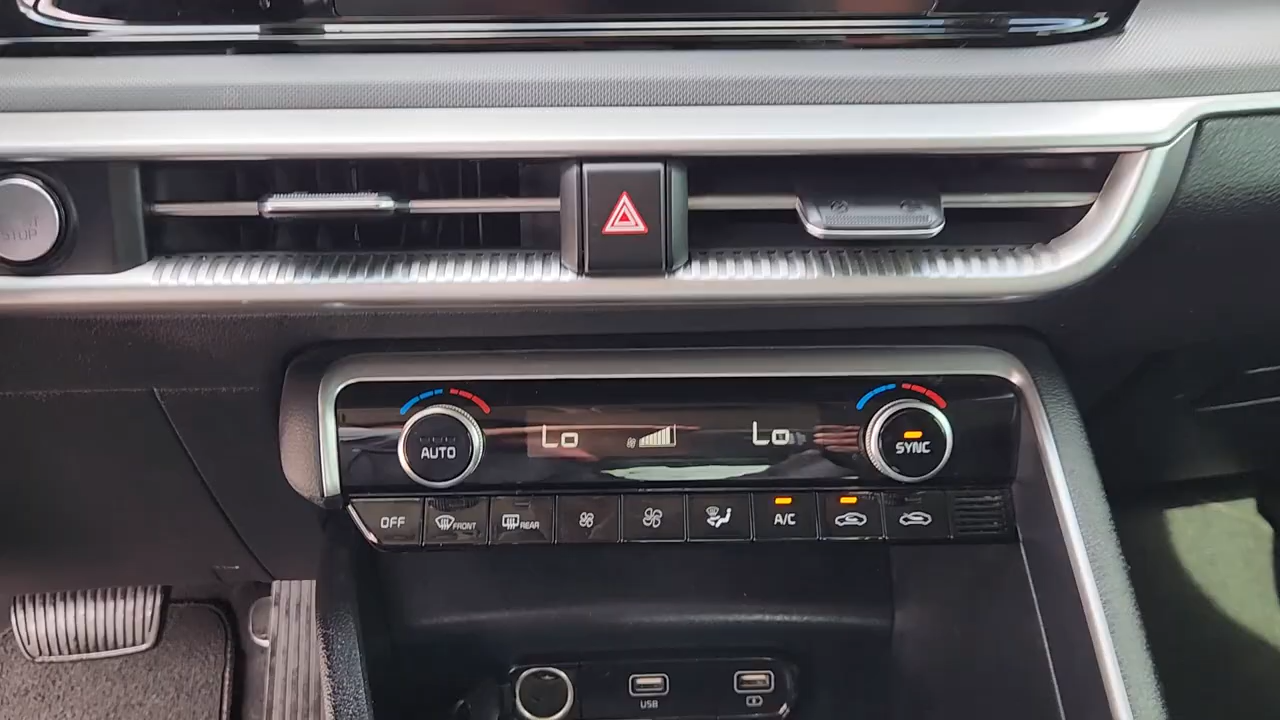 STOP
AUTO
Lo
Lo
SYNC
OFF
FRONT
REAR
A/C
USB